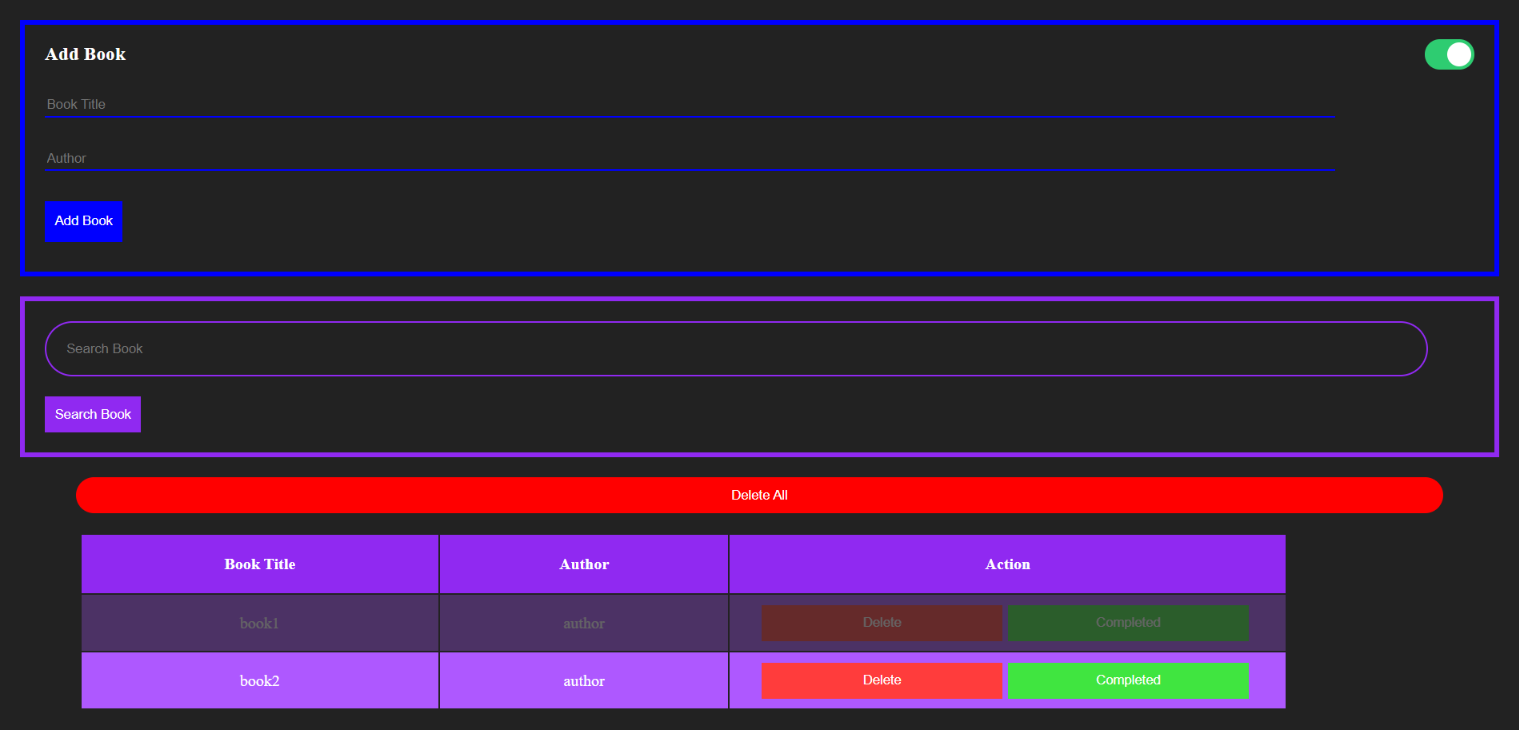 Add Book
Book Title
Author
Add Book
Search Book
Search Book
Delete All
Book Title Author Action
book1 author Delete Completed
book2 author Delete Completed